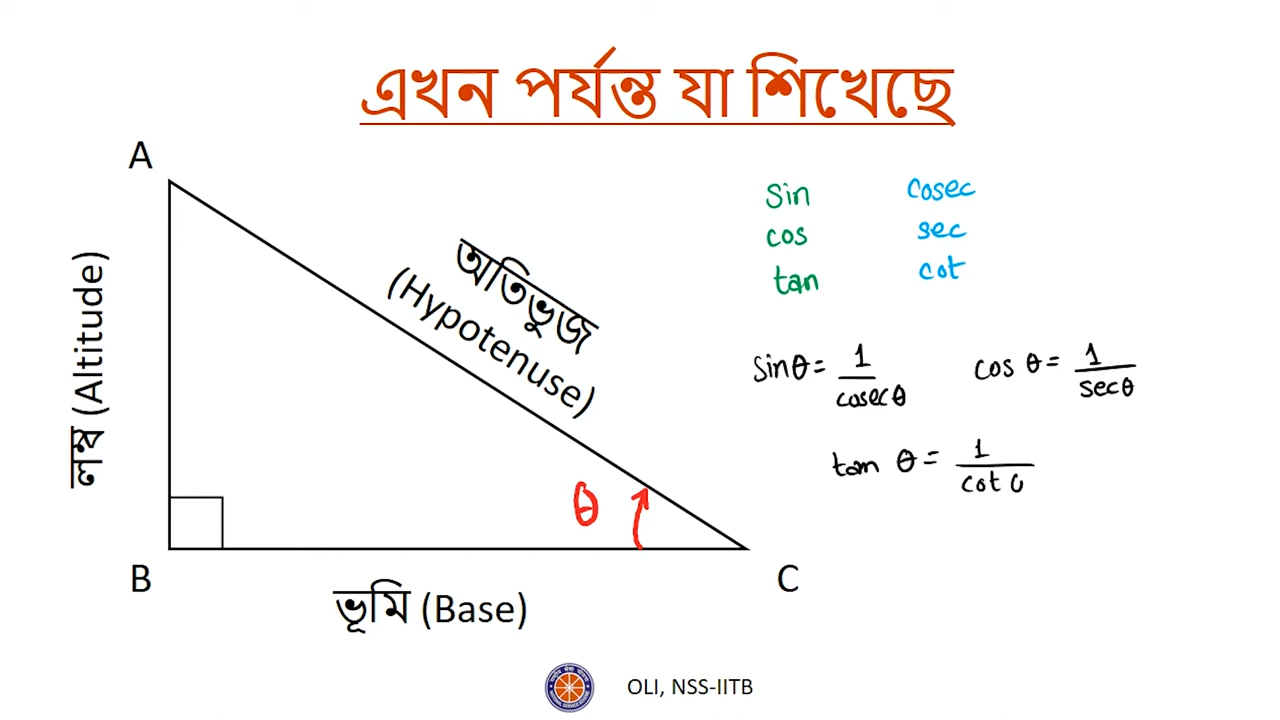 এখন পর্যন্ত যা শিখেছে
A
লম্ব (Altitude)
অতিভুজ
(Hypotenuse)
θ
B
C
ভূমি (Base)
sin cosec
cos sec
tan cot
sinθ = 1/cosecθ cos θ = 1/secθ
tan θ = 1/cot
OLI, NSS-IITB